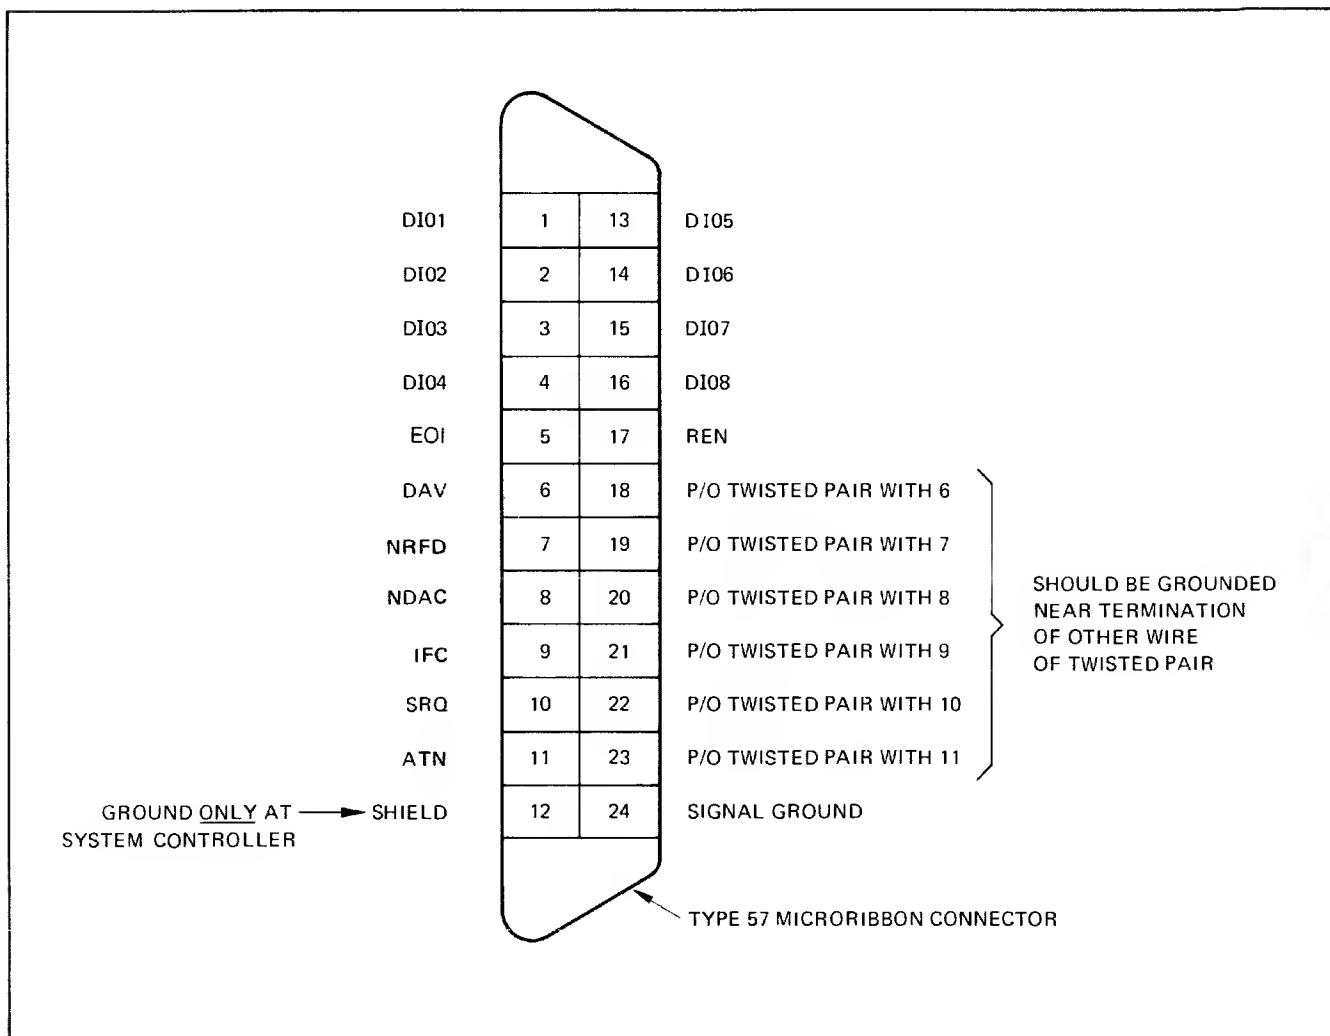 DI01 1 13 DI05
DI02 2 14 DI06
DI03 3 15 DI07
DI04 4 16 DI08
EOI 5 17 REN
DAV 6 18 P/O TWISTED PAIR WITH 6
NRFD 7 19 P/O TWISTED PAIR WITH 7
NDAC 8 20 P/O TWISTED PAIR WITH 8
IFC 9 21 P/O TWISTED PAIR WITH 9
SRQ 10 22 P/O TWISTED PAIR WITH 10
ATN 11 23 P/O TWISTED PAIR WITH 11
SHIELD 12 24 SIGNAL GROUND
SHOULD BE GROUNDED
NEAR TERMINATION
OF OTHER WIRE
OF TWISTED PAIR
GROUND ONLY AT
SYSTEM CONTROLLER
TYPE 57 MICRORIBBON CONNECTOR